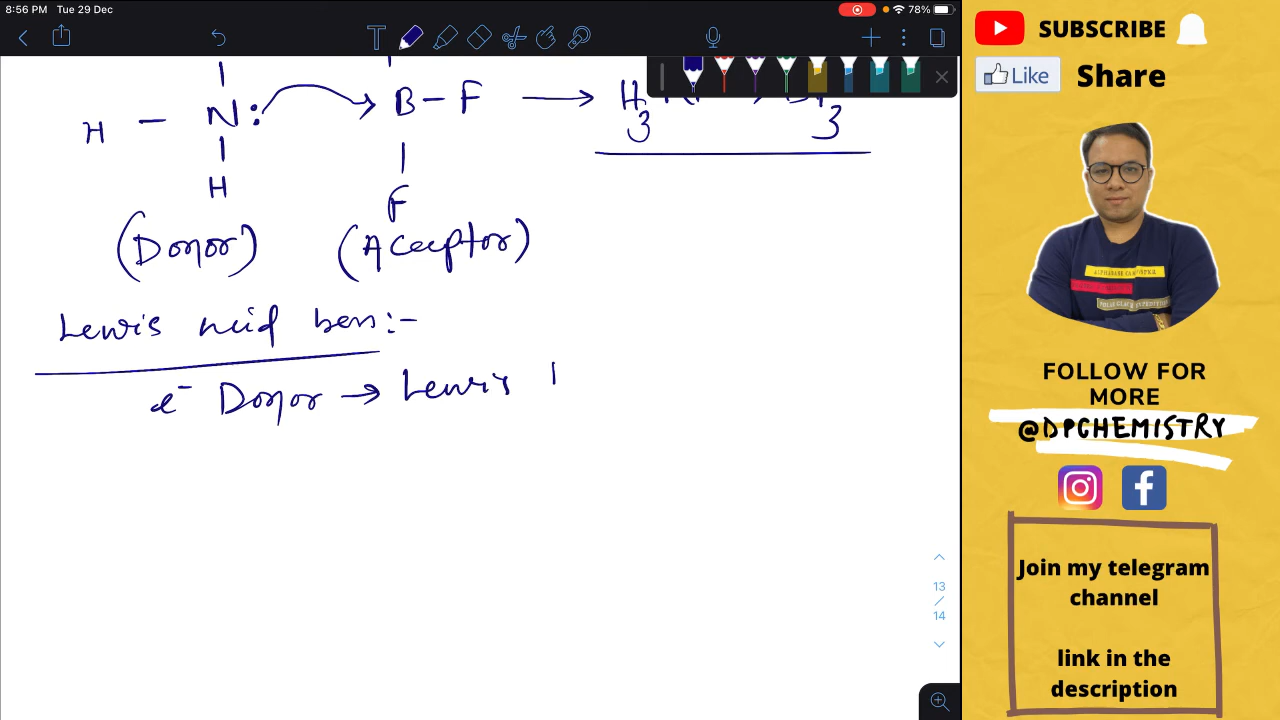 8:56 PM Tue 29 Dec
78%
H – N: B – F → H3
3
H
F
(Donor) (Acceptor)
Lewis acid base:-
e⁻ Donor → Lewis
13
/
14
SUBSCRIBE
Like Share
FOLLOW FOR
MORE
@DPCHEMISTRY
Join my telegram
channel
link in the
description